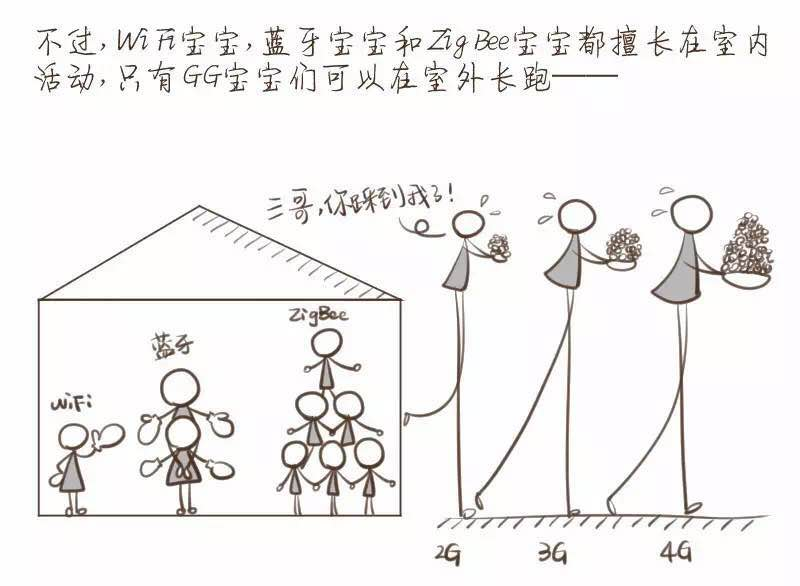 不过,WiFi宝宝,蓝牙宝宝和ZigBee宝宝都擅长在室内
活动,只有GG宝宝们可以在室外长跑——
三哥,你踩到我了!
ZigBee
蓝牙
WiFi
2G
3G
4G